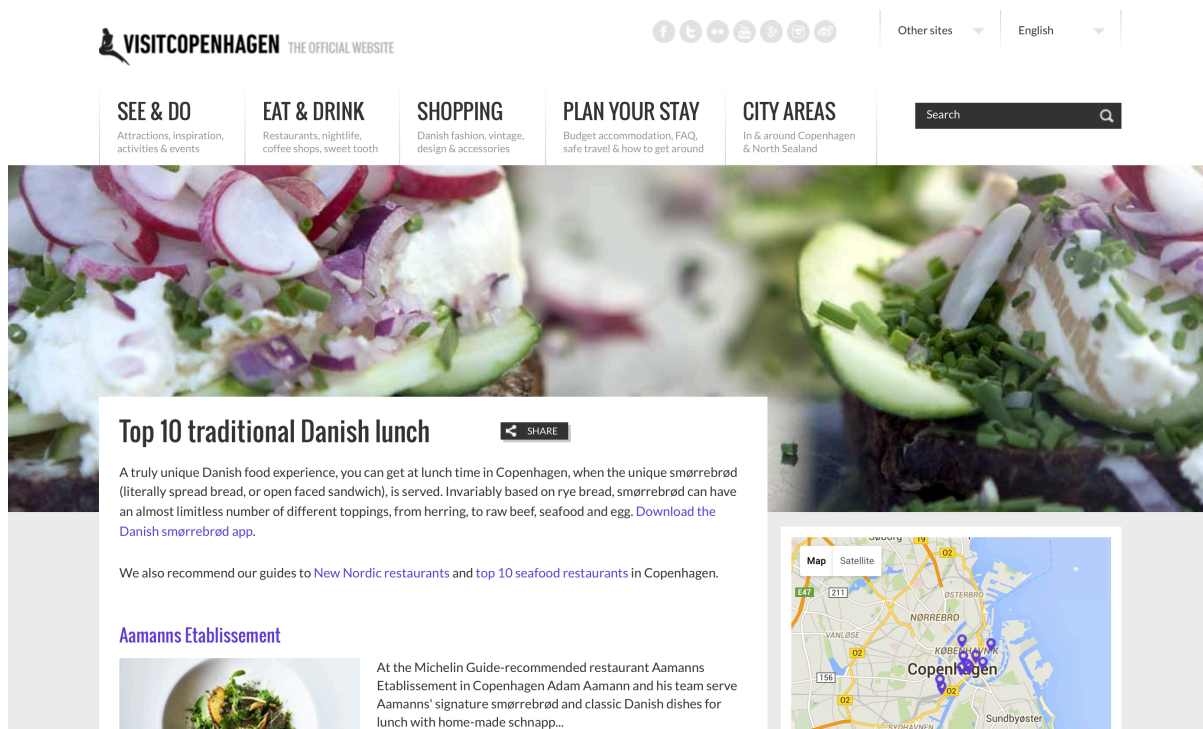 VISITCOPENHAGEN THE OFFICIAL WEBSITE
Other sites
English
SEE & DO
Attractions, inspiration,
activities & events
EAT & DRINK
Restaurants, nightlife,
coffee shops, sweet tooth
SHOPPING
Danish fashion, vintage,
design & accessories
PLAN YOUR STAY
Budget accommodation, FAQ,
safe travel & how to get around
CITY AREAS
In & around Copenhagen
& North Sealand
Search
Top 10 traditional Danish lunch
SHARE
A truly unique Danish food experience, you can get at lunch time in Copenhagen, when the unique smørrebrød
(literally spread bread, or open faced sandwich), is served. Invariably based on rye bread, smørrebrød can have
an almost limitless number of different toppings, from herring, to raw beef, seafood and egg. Download the
Danish smørrebrød app.
We also recommend our guides to New Nordic restaurants and top 10 seafood restaurants in Copenhagen.
Aamanns Etablissement
At the Michelin Guide-recommended restaurant Aamanns
Etablissement in Copenhagen Adam Aamann and his team serve
Aamanns' signature smørrebrød and classic Danish dishes for
lunch with home-made schnapp...
Søborg
19
O2
Map
Satellite
E47
211
ØSTERBRO
NØRREBRO
VANLØSE
O2
KØBENHAVN K
Copenhagen
156
O2
O2
Sundbyøster
SYDHAVNEN